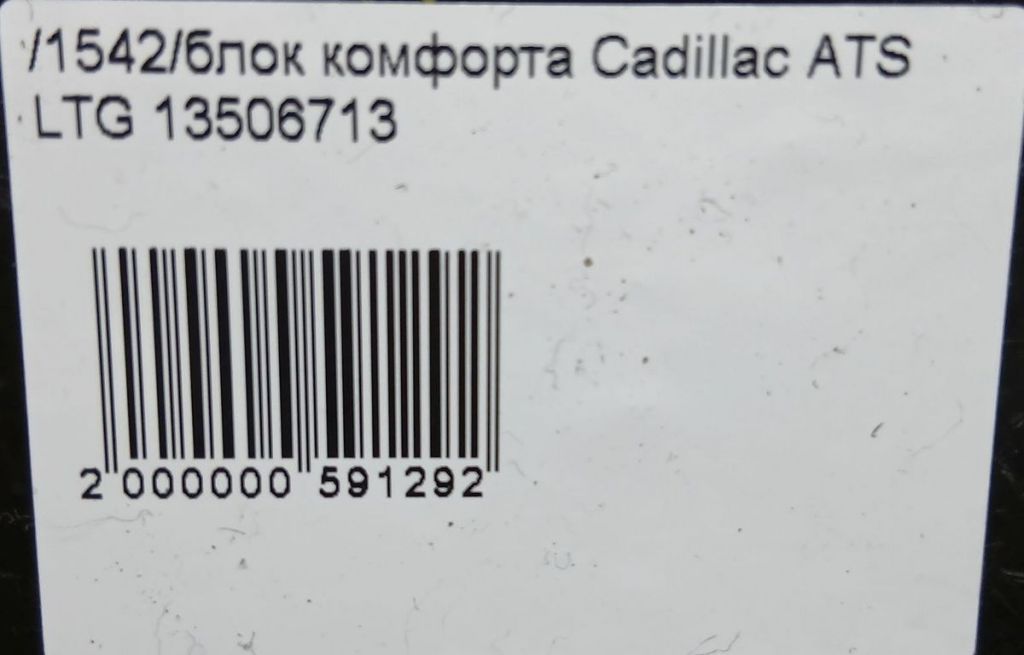 /1542/блок комфорта Cadillac ATS
LTG 13506713
2 000000 591292